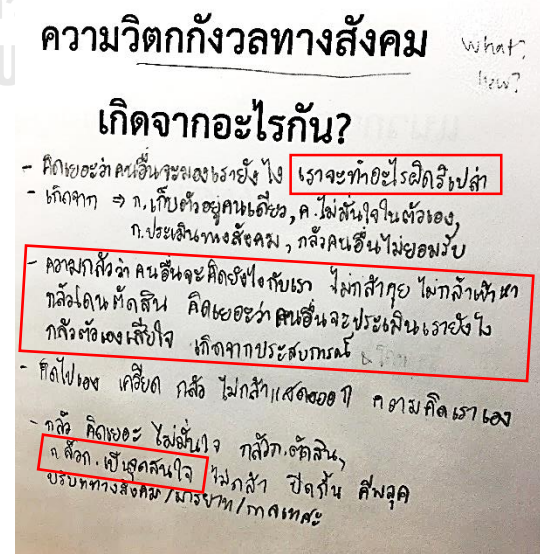 ความวิตกกังวลทางสังคม
what?
how?
เกิดจากอะไรกัน?
- คิดเยอะว่าคนอื่นจะมองเรายังไง เราจะทำอะไรผิดรึเปล่า
- เกิดจาก ⇒ ก.เก็บตัวอยู่คนเดียว, ค.ไม่มั่นใจในตัวเอง,
ก.ประเมินทางสังคม, กลัวคนอื่นไม่ยอมรับ
- ความกลัวว่าคนอื่นจะคิดยังไงกับเรา ไม่กล้าคุย ไม่กล้าเข้าหา
กลัวโดนตัดสิน คิดเยอะว่าคนอื่นจะประเมินเรายังไง
กลัวตัวเองเสียใจ เกิดจากประสบการณ์
- คิดไปเอง เครียด กลัว ไม่กล้าแสดงออก ความคิดเราเอง
- กลัว คิดเยอะ ไม่มั่นใจ กลัวก.ตัดสิน,
ก.เป็นจุดสนใจ ไม่กล้า ปิดกั้น คีพลุค
บริบททางสังคม/มารยาท/กาลเทศะ